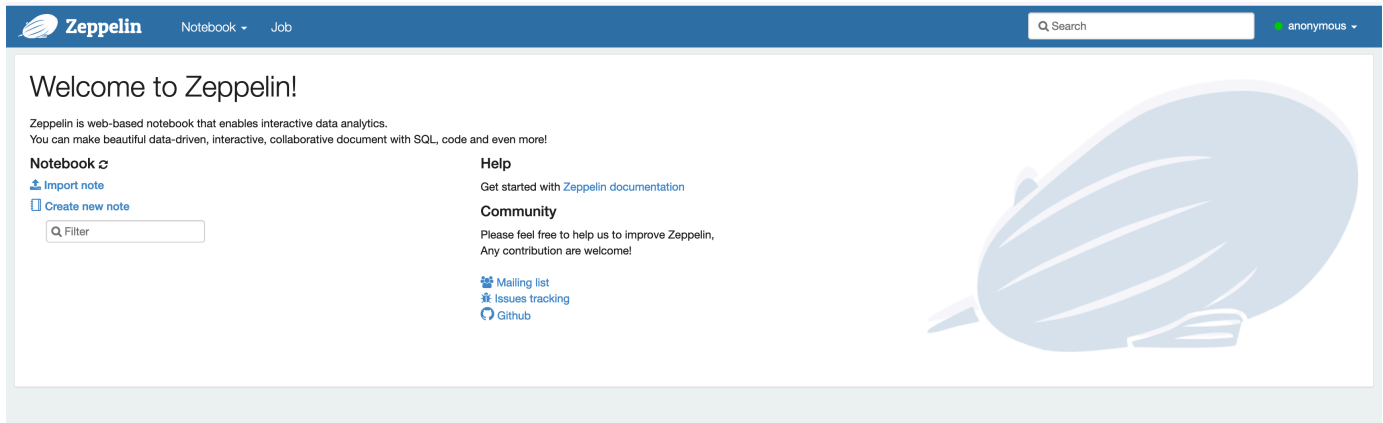 Zeppelin Notebook Job Search anonymous
Welcome to Zeppelin!
Zeppelin is web-based notebook that enables interactive data analytics.
You can make beautiful data-driven, interactive, collaborative document with SQL, code and even more!
Notebook
Import note
Create new note
Filter
Help
Get started with Zeppelin documentation
Community
Please feel free to help us to improve Zeppelin,
Any contribution are welcome!
Mailing list
Issues tracking
Github